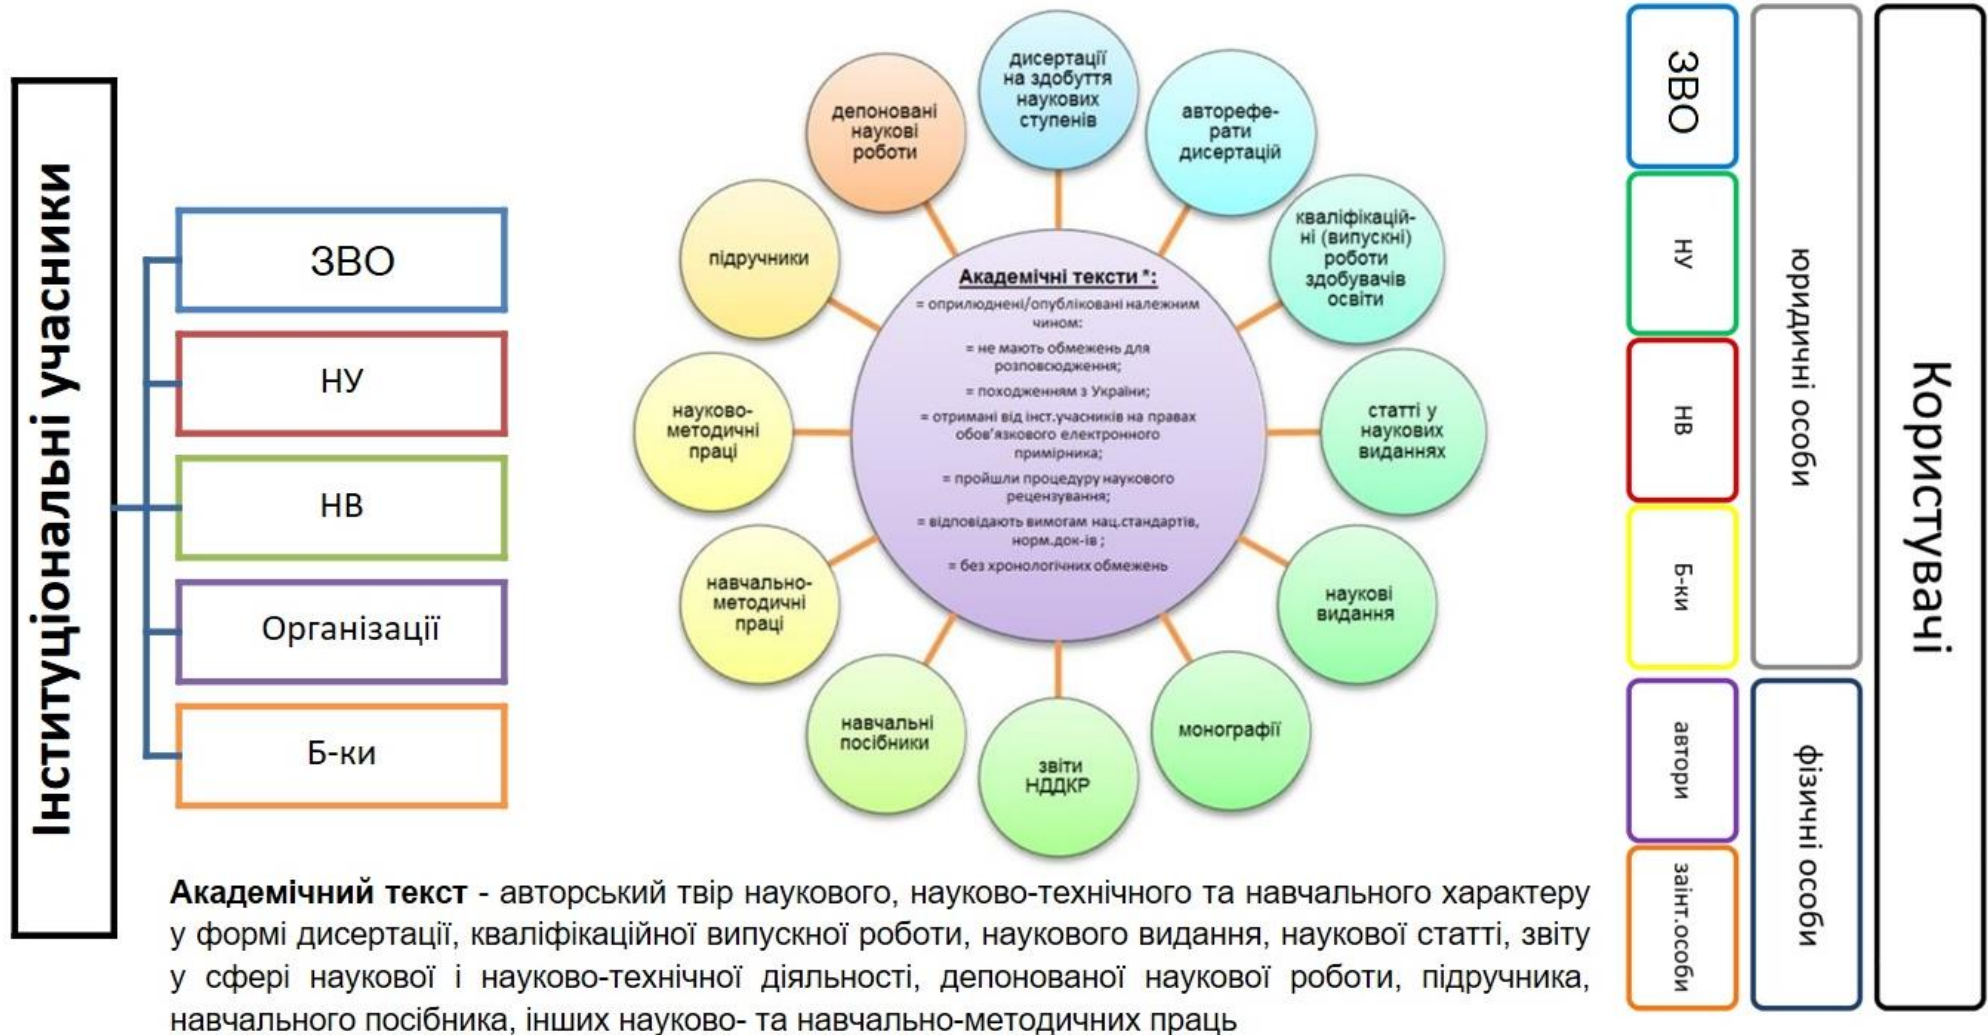 Інституціональні учасники
ЗВО
НУ
НВ
Організації
Б-ки
дисертації
на здобуття
наукових
ступенів
авторефе-
рати
дисертацій
кваліфікацій-
ні (випускні)
роботи
здобувачів
освіти
статті у
наукових
виданнях
наукові
видання
монографії
звіти
НДДКР
навчальні
посібники
навчально-
методичні
праці
науково-
методичні
праці
підручники
депоновані
наукові
роботи
Академічні тексти *:
= оприлюднені/опубліковані належним
чином:
= не мають обмежень для
розповсюдження;
= походженням з України;
= отримані від інст.учасників на правах
обов'язкового електронного
примірника;
= пройшли процедуру наукового
рецензування;
= відповідають вимогам нац.стандартів,
норм.док-ів ;
= без хронологічних обмежень
ЗВО
НУ
НВ
Б-ки
автори
заінт.особи
юридичні особи
фізичні особи
Користувачі
Академічний текст - авторський твір наукового, науково-технічного та навчального характеру
у формі дисертації, кваліфікаційної випускної роботи, наукового видання, наукової статті, звіту
у сфері наукової і науково-технічної діяльності, депонованої наукової роботи, підручника,
навчального посібника, інших науково- та навчально-методичних праць